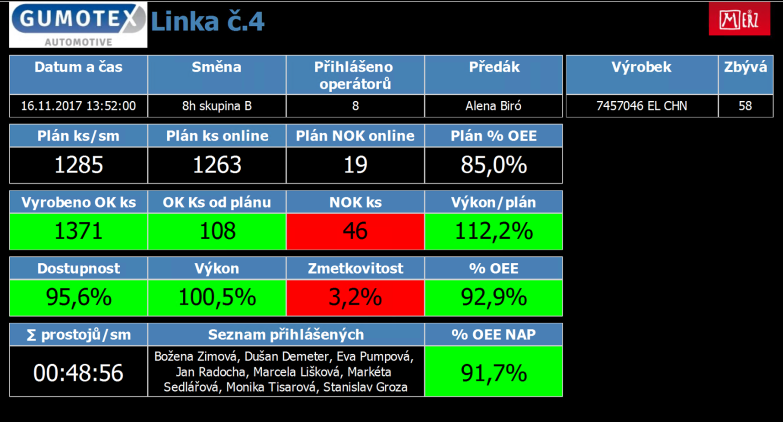 GUMOTEX
AUTOMOTIVE
Linka č.4
MERZ
Datum a čas Směna Přihlášeno operátorů Předák Výrobek Zbývá
16.11.2017 13:52:00 8h skupina B 8 Alena Biró 7457046 EL CHN 58
Plán ks/sm Plán ks online Plán NOK online Plán % OEE
1285 1263 19 85,0%
Vyrobeno OK ks OK Ks od plánu NOK ks Výkon/plán
1371 108 46 112,2%
Dostupnost Výkon Zmetkovitost % OEE
95,6% 100,5% 3,2% 92,9%
∑ prostojů/sm Seznam přihlášených % OEE NAP
00:48:56
Božena Zimová, Dušan Demeter, Eva Pumpová,
Jan Radocha, Marcela Lišková, Markéta
Sedlářová, Monika Tisarová, Stanislav Groza
91,7%